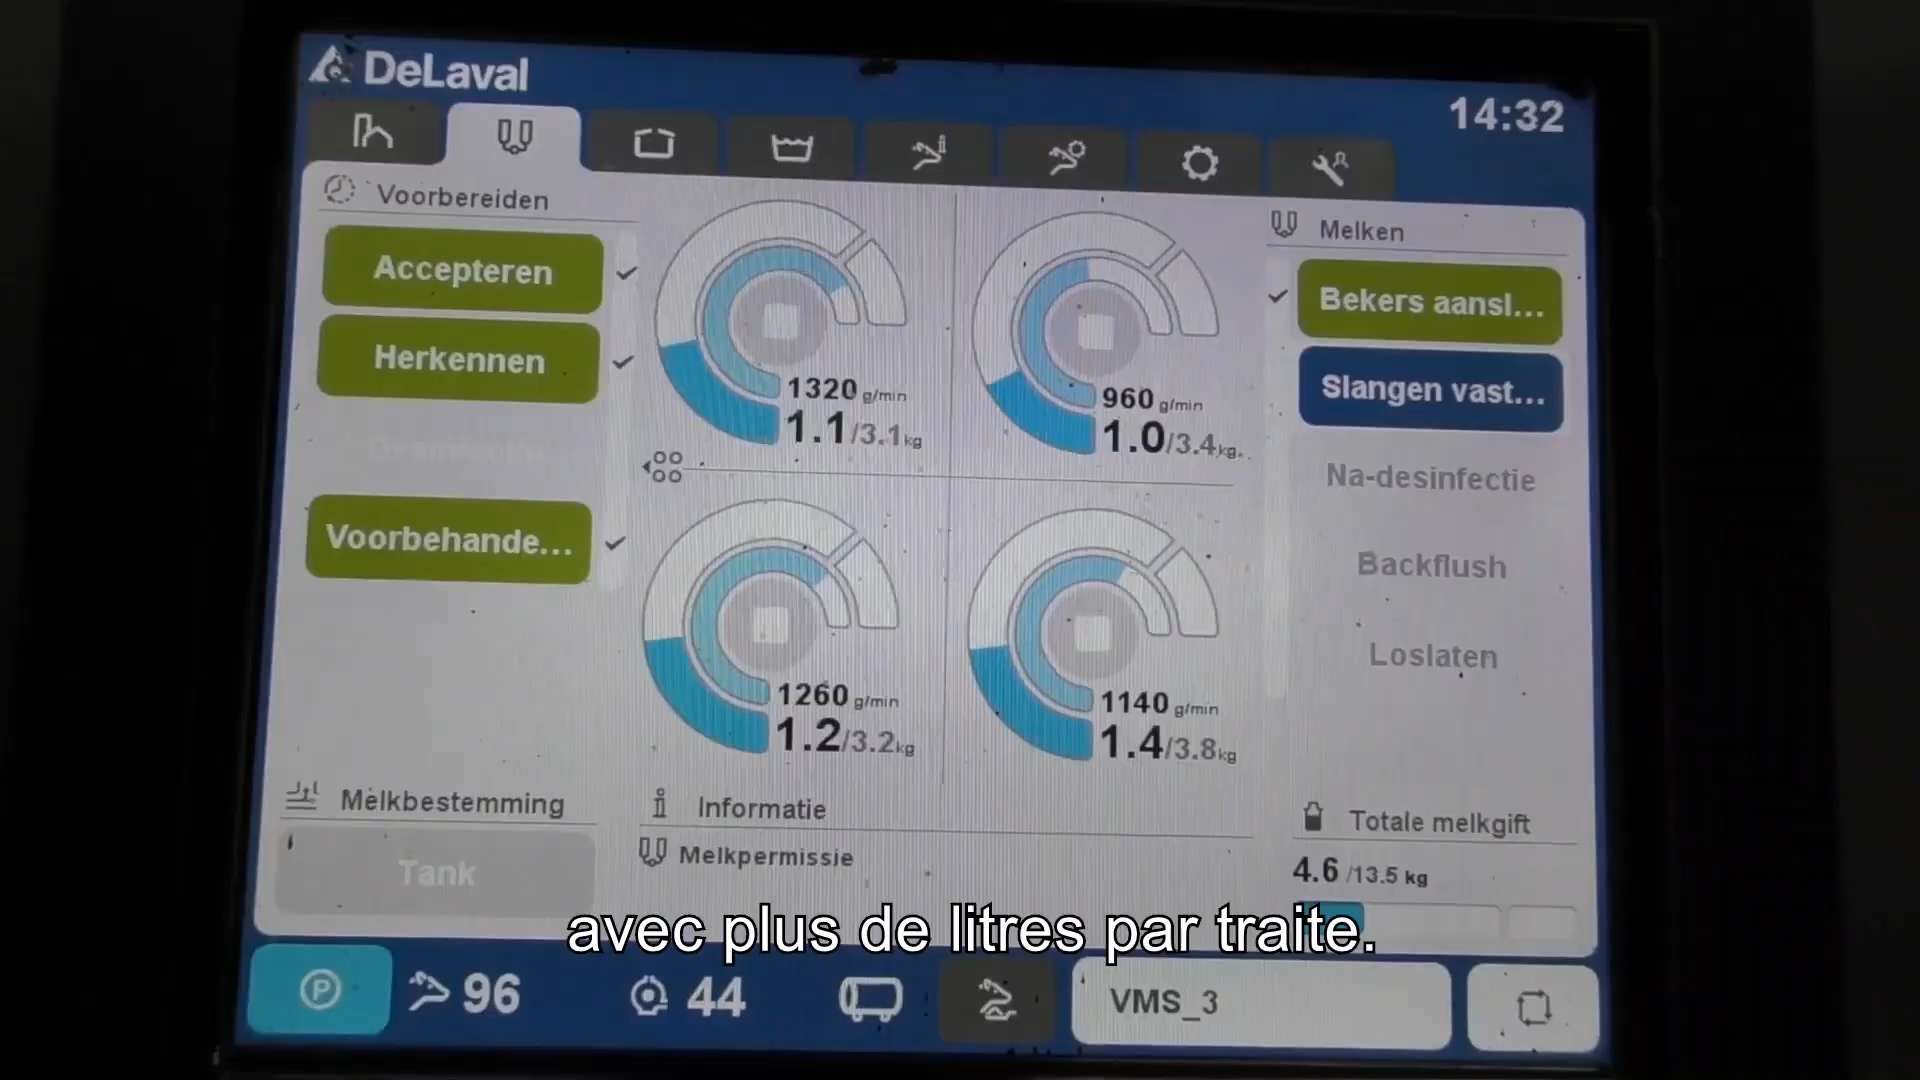 DeLaval
14:32
Voorbereiden
Accepteren
Herkennen
Voorbehande...
1320 g/min
1.1/3.1 kg
960 g/min
1.0/3.4 kg
1260 g/min
1.2/3.2 kg
1140 g/min
1.4/3.8 kg
Melken
Bekers aansl...
Slangen vast...
Na-desinfectie
Backflush
Loslaten
Melkbestemming
Tank
Informatie
Melkpermissie
Totale melkgift
4.6 /13.5 kg
avec plus de litres par traite.
P
96
44
VMS_3